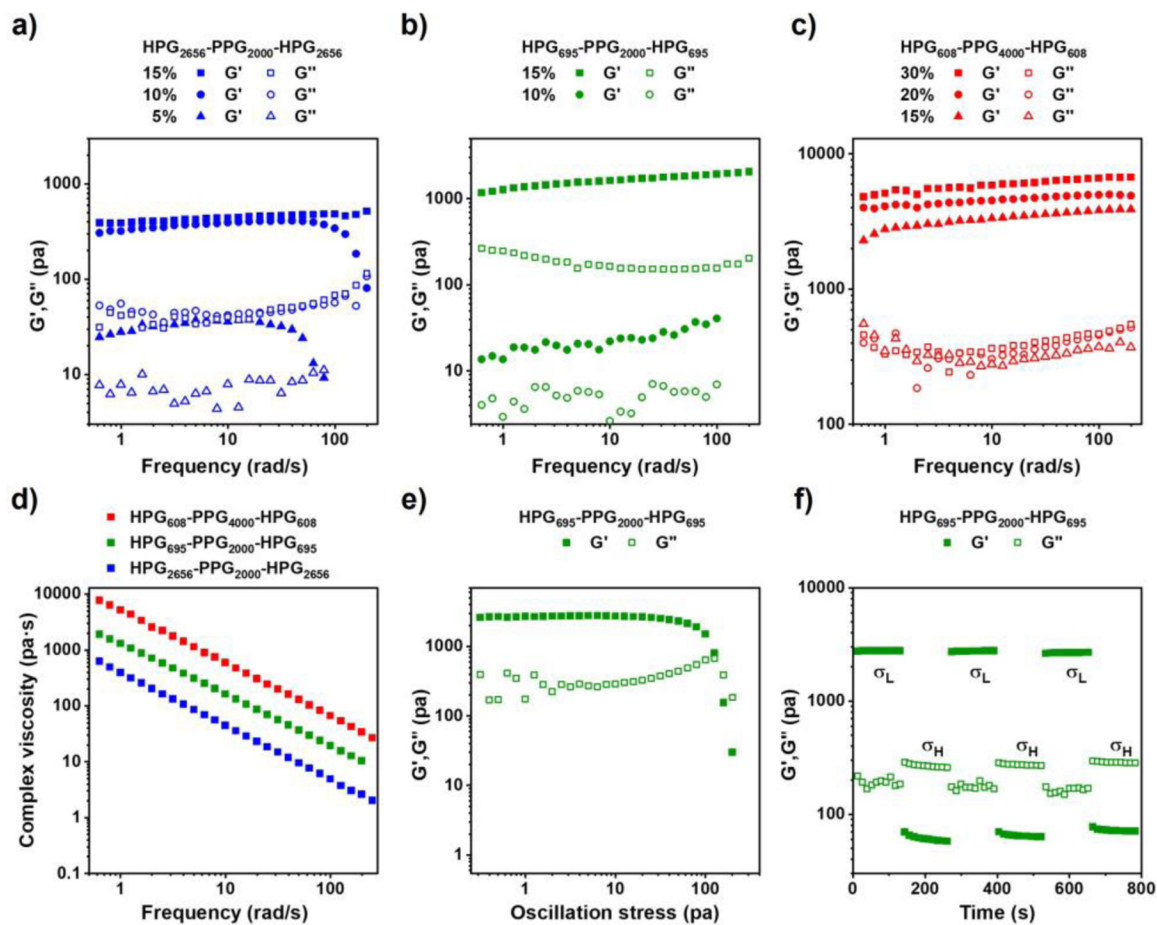 a)
HPG2656-PPG2000-HPG2656
15% G' G"
10% G' G"
5% G' G"
1000
100
10
G',G" (pa)
1 10 100
Frequency (rad/s)
b)
HPG695-PPG2000-HPG695
15% G' G"
10% G' G"
1000
100
10
G',G" (pa)
1 10 100
Frequency (rad/s)
c)
HPG608-PPG4000-HPG608
30% G' G"
20% G' G"
15% G' G"
10000
1000
100
G',G" (pa)
1 10 100
Frequency (rad/s)
d)
HPG608-PPG4000-HPG608
HPG695-PPG2000-HPG695
HPG2656-PPG2000-HPG2656
10000
1000
100
10
1
0.1
Complex viscosity (pa·s)
1 10 100
Frequency (rad/s)
e)
HPG695-PPG2000-HPG695
G' G"
1000
100
10
1
G',G" (pa)
1 10 100
Oscillation stress (pa)
f)
HPG695-PPG2000-HPG695
G' G"
10000
1000
100
G',G" (pa)
σL σL σL
σH σH σH
0 200 400 600 800
Time (s)